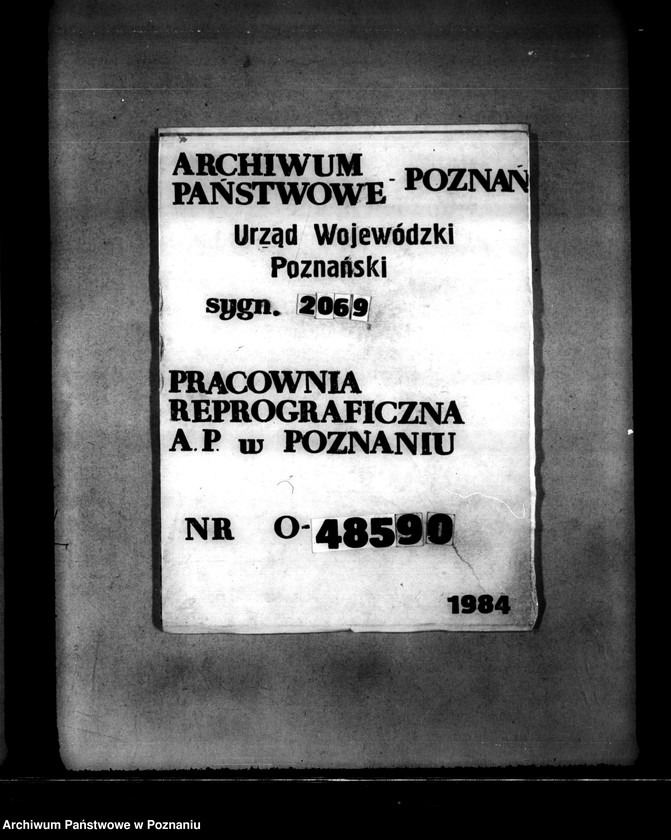 ARCHIWUM
PAŃSTWOWE - POZNAŃ
Urząd Wojewódzki
Poznański
sygn. 2069
PRACOWNIA
REPROGRAFICZNA
A.P. w POZNANIU
NR O-48590
1984
Archiwum Państwowe w Poznaniu